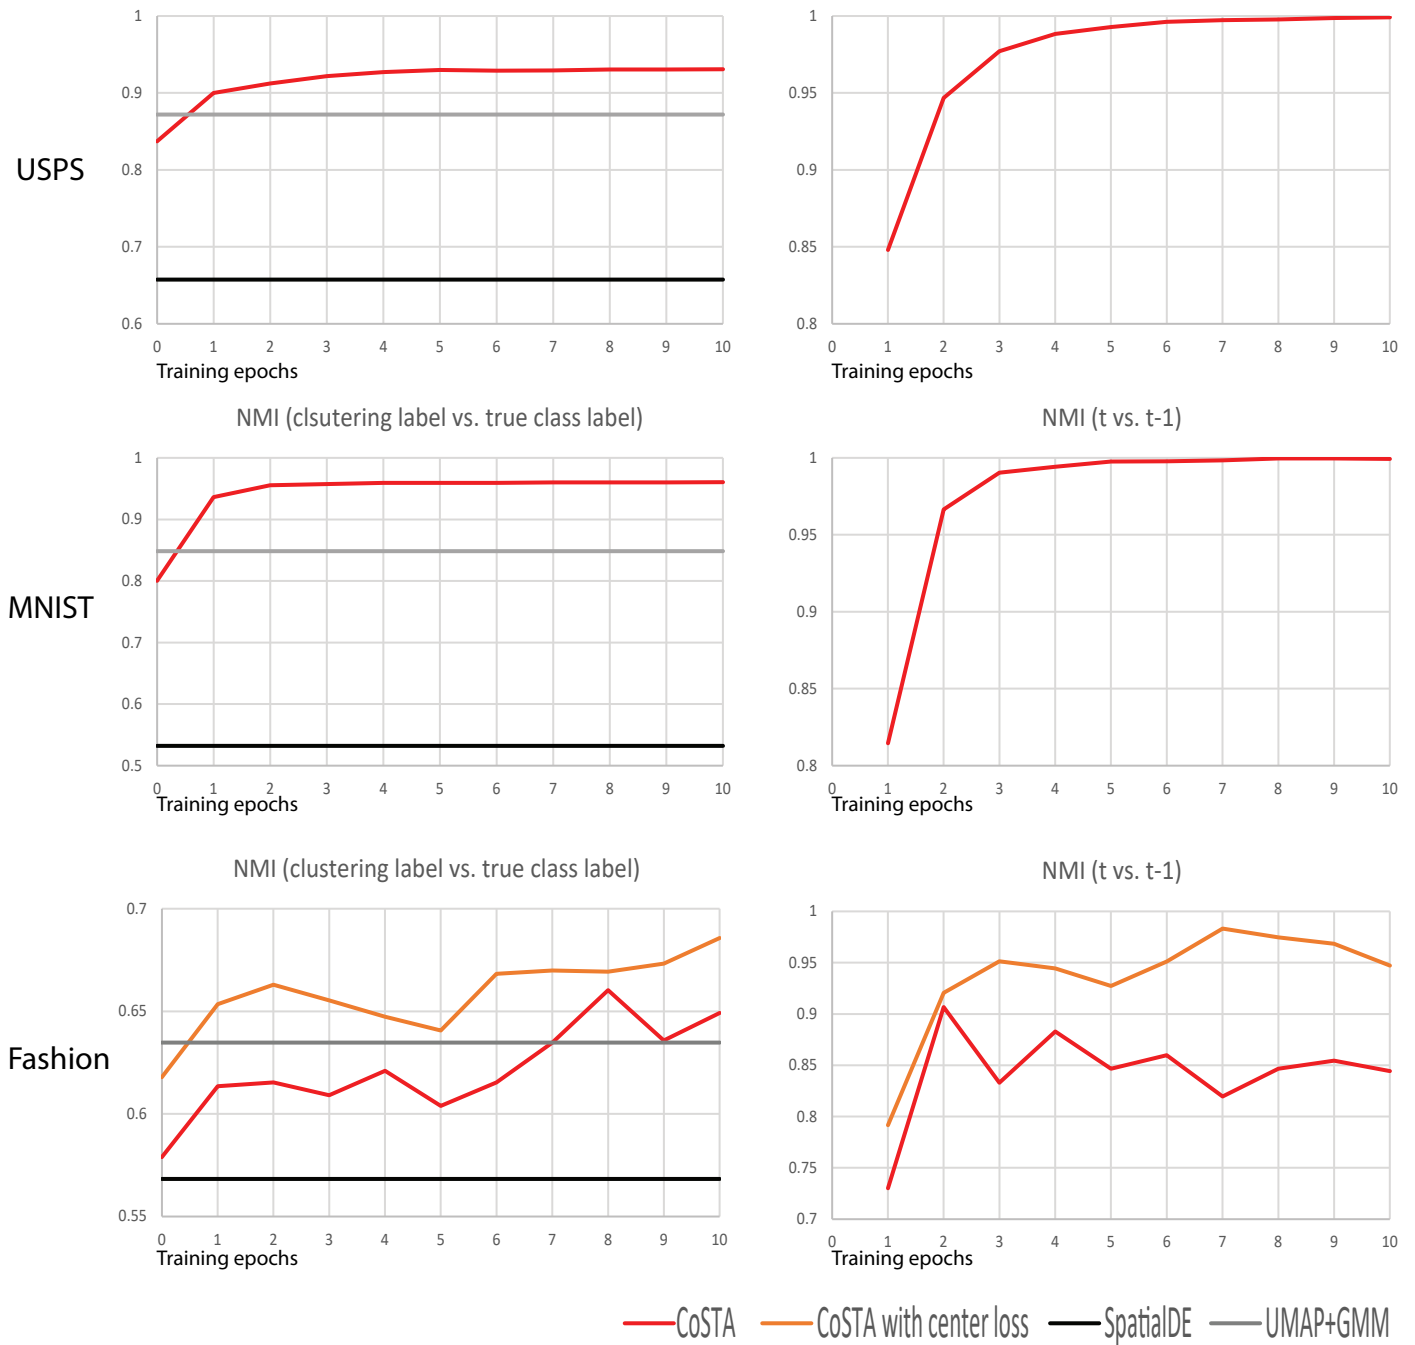 USPS
1
0.9
0.8
0.7
0.6
0 1 2 3 4 5 6 7 8 9 10
Training epochs
1
0.95
0.9
0.85
0.8
0 1 2 3 4 5 6 7 8 9 10
Training epochs
MNIST
NMI (clsutering label vs. true class label)
1
0.9
0.8
0.7
0.6
0.5
0 1 2 3 4 5 6 7 8 9 10
Training epochs
NMI (t vs. t-1)
1
0.95
0.9
0.85
0.8
0 1 2 3 4 5 6 7 8 9 10
Training epochs
Fashion
NMI (clustering label vs. true class label)
0.7
0.65
0.6
0.55
0 1 2 3 4 5 6 7 8 9 10
Training epochs
NMI (t vs. t-1)
1
0.95
0.9
0.85
0.8
0.75
0.7
0 1 2 3 4 5 6 7 8 9 10
Training epochs
CoSTA CoSTA with center loss SpatialDE UMAP+GMM